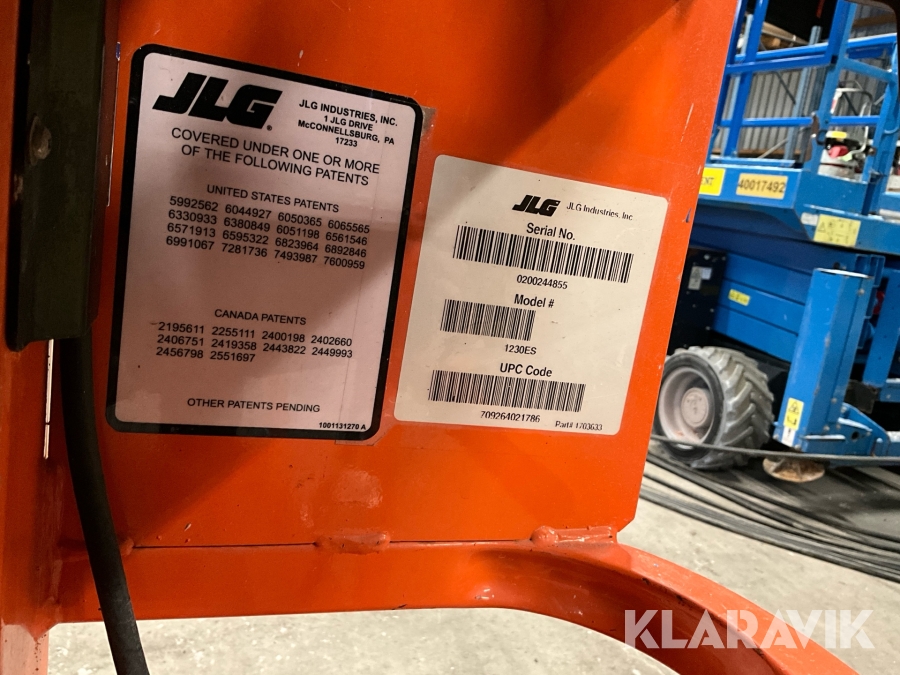 JLG
JLG INDUSTRIES, INC.
1 JLG DRIVE
McCONNELLSBURG, PA
17233
COVERED UNDER ONE OR MORE
OF THE FOLLOWING PATENTS
UNITED STATES PATENTS
5992562 6044927 6050365 6065565
6330933 6380849 6051198 6561546
6571913 6595322 6823964 6892846
6991067 7281736 7493987 7600959
CANADA PATENTS
2195611 2255111 2400198 2402660
2406751 2419358 2443822 2449993
2456798 2551697
OTHER PATENTS PENDING
1001131270 A
JLG JLG Industries, Inc.
Serial No.
0200244855
Model #
1230ES
UPC Code
709264021786
Part# 1703633
40017492
KLARAVIK